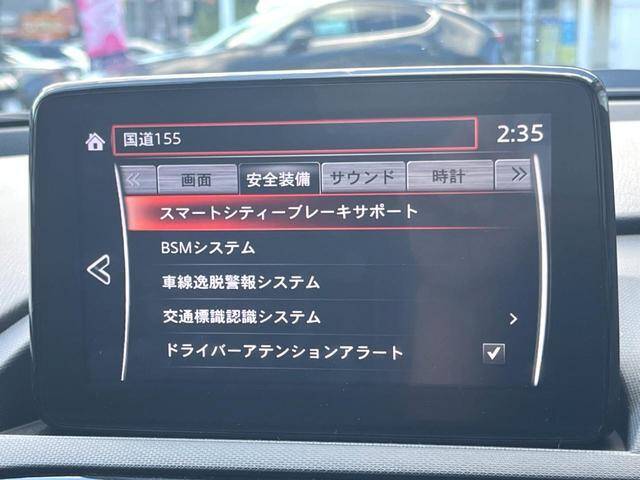 国道155 2:35
画面 安全装備 サウンド 時計
スマートシティーブレーキサポート
BSMシステム
車線逸脱警報システム
交通標識認識システム
ドライバーアテンションアラート